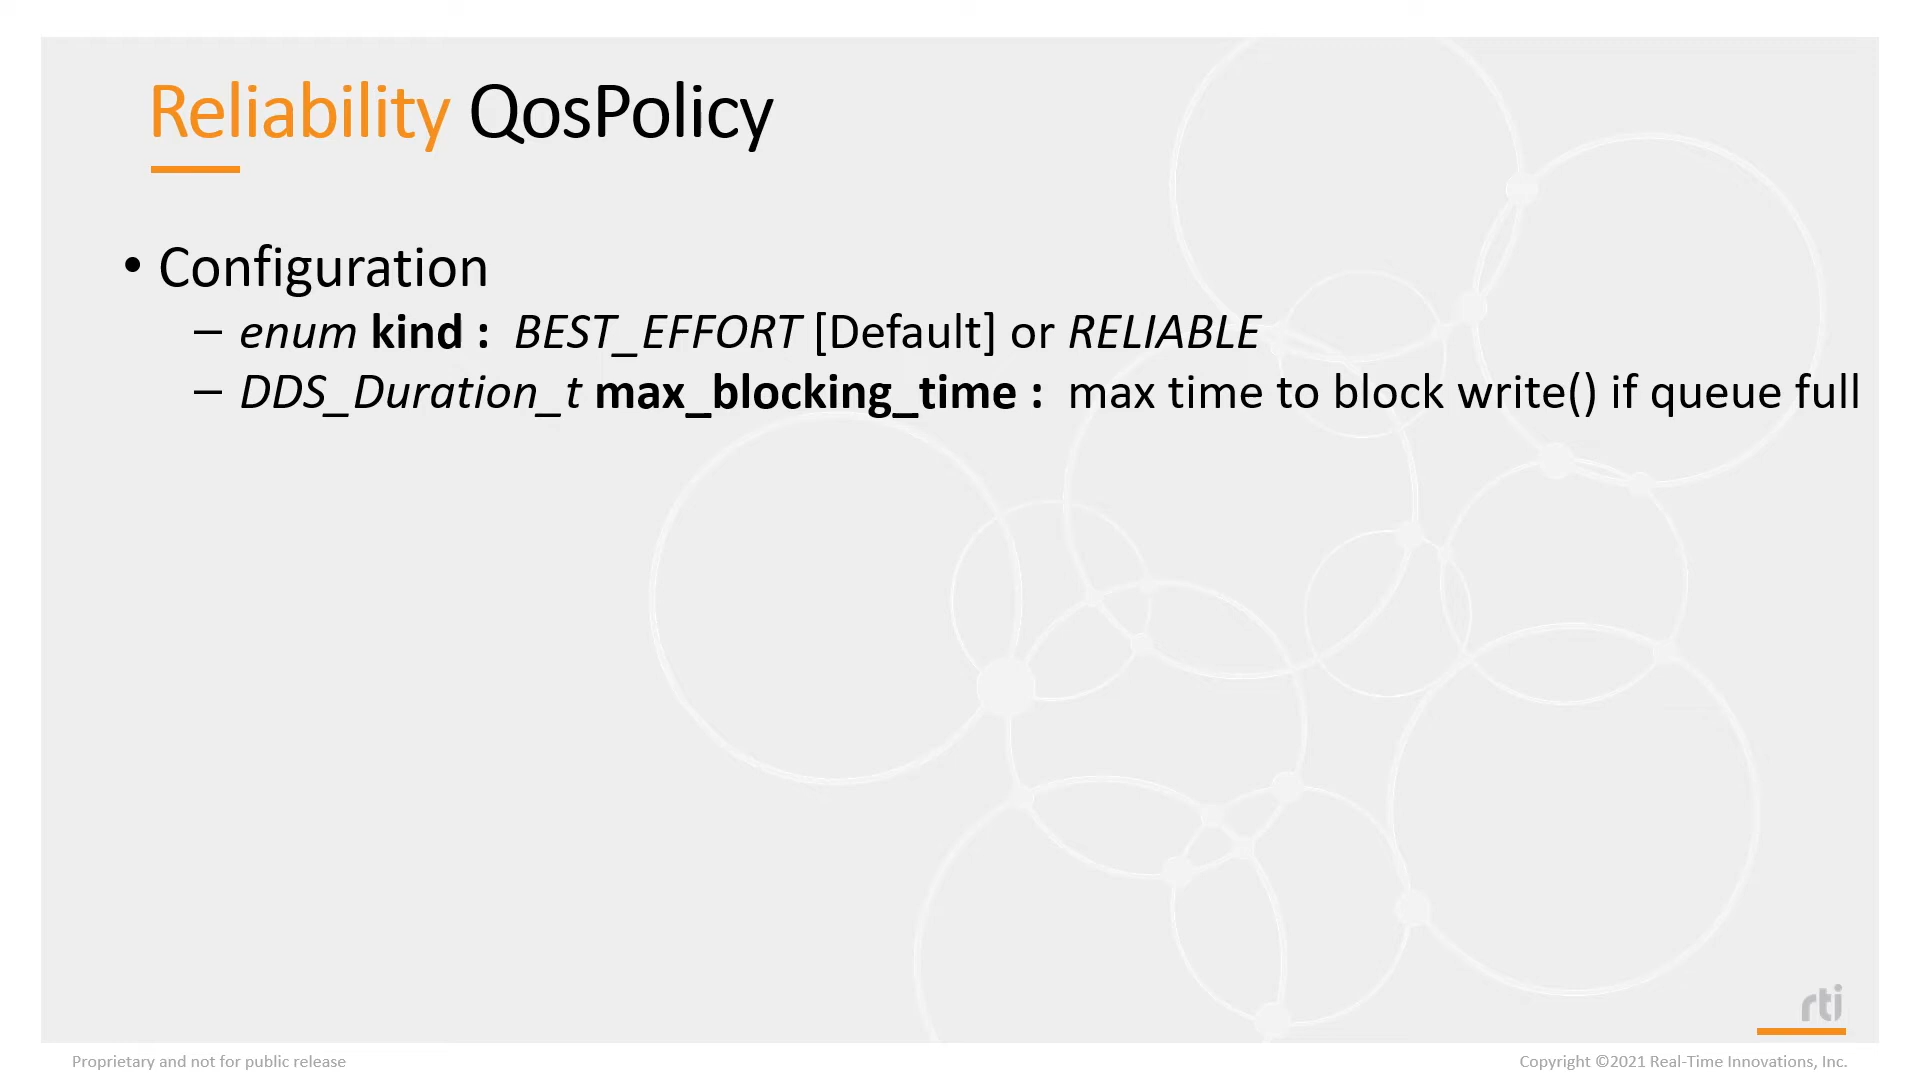 Reliability QosPolicy
• Configuration
– enum kind : BEST_EFFORT [Default] or RELIABLE
– DDS_Duration_t max_blocking_time : max time to block write() if queue full
rti
Proprietary and not for public release
Copyright ©2021 Real-Time Innovations, Inc.